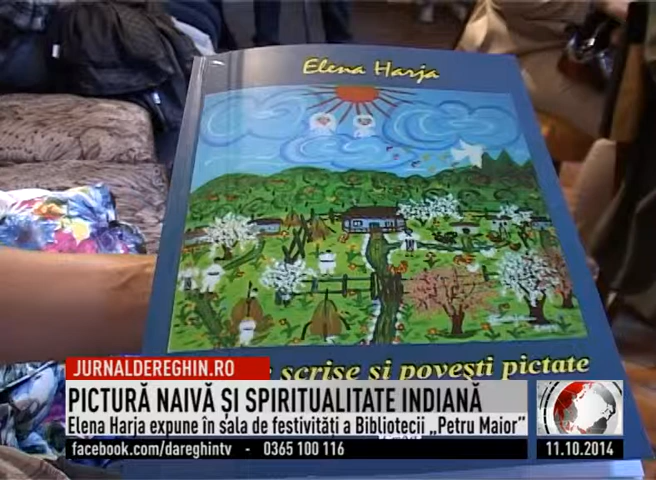 Elena Harja
scrise si povesti pictate
JURNALDEREGHIN.RO
PICTURĂ NAIVĂ ȘI SPIRITUALITATE INDIANĂ
Elena Harja expune în sala de festivități a Bibliotecii „Petru Maior”
facebook.com/dareghintv - 0365 100 116
11.10.2014